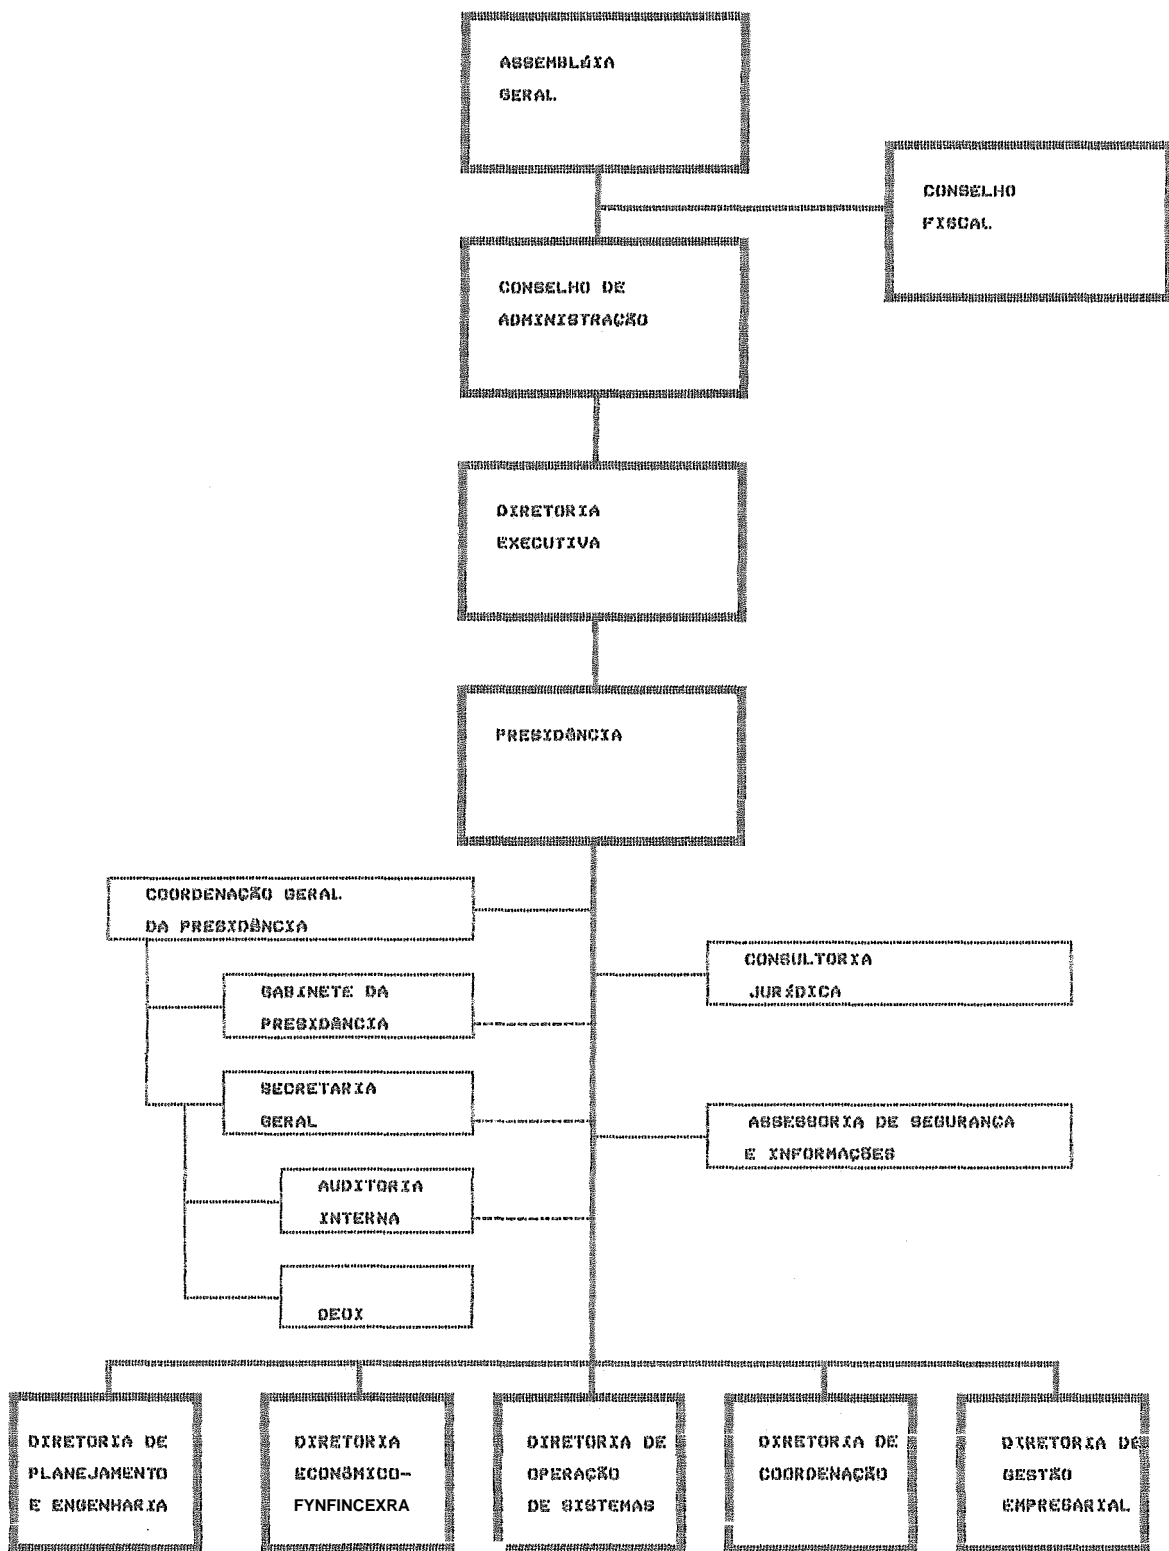 ASSEMBLÉIA
GERAL
CONSELHO
FISCAL
CONSELHO DE
ADMINISTRAÇÃO
DIRETORIA
EXECUTIVA
PRESIDÊNCIA
COORDENAÇÃO GERAL
DA PRESIDÊNCIA
CONSULTORIA
JURÍDICA
GABINETE DA
PRESIDÊNCIA
SECRETARIA
GERAL
ASSESSORIA DE SEGURANÇA
E INFORMAÇÕES
AUDITORIA
INTERNA
DEOI
DIRETORIA DE
PLANEJAMENTO
E ENGENHARIA
DIRETORIA
ECONÔMICO-
FYNFINCEXRA
DIRETORIA DE
OPERAÇÃO
DE SISTEMAS
DIRETORIA DE
COORDENAÇÃO
DIRETORIA DE
GESTÃO
EMPRESARIAL